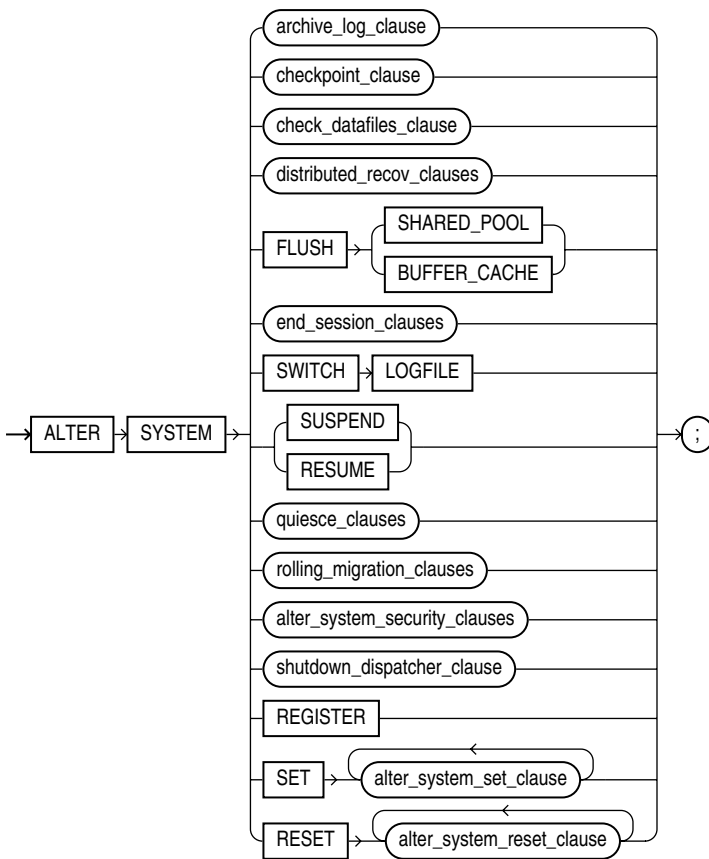 archive_log_clause
checkpoint_clause
check_datafiles_clause
distributed_recov_clauses
SHARED_POOL
FLUSH
BUFFER_CACHE
end_session_clauses
SWITCH LOGFILE
SUSPEND
ALTER SYSTEM ;
RESUME
quiesce_clauses
rolling_migration_clauses
alter_system_security_clauses
shutdown_dispatcher_clause
REGISTER
SET alter_system_set_clause
RESET alter_system_reset_clause